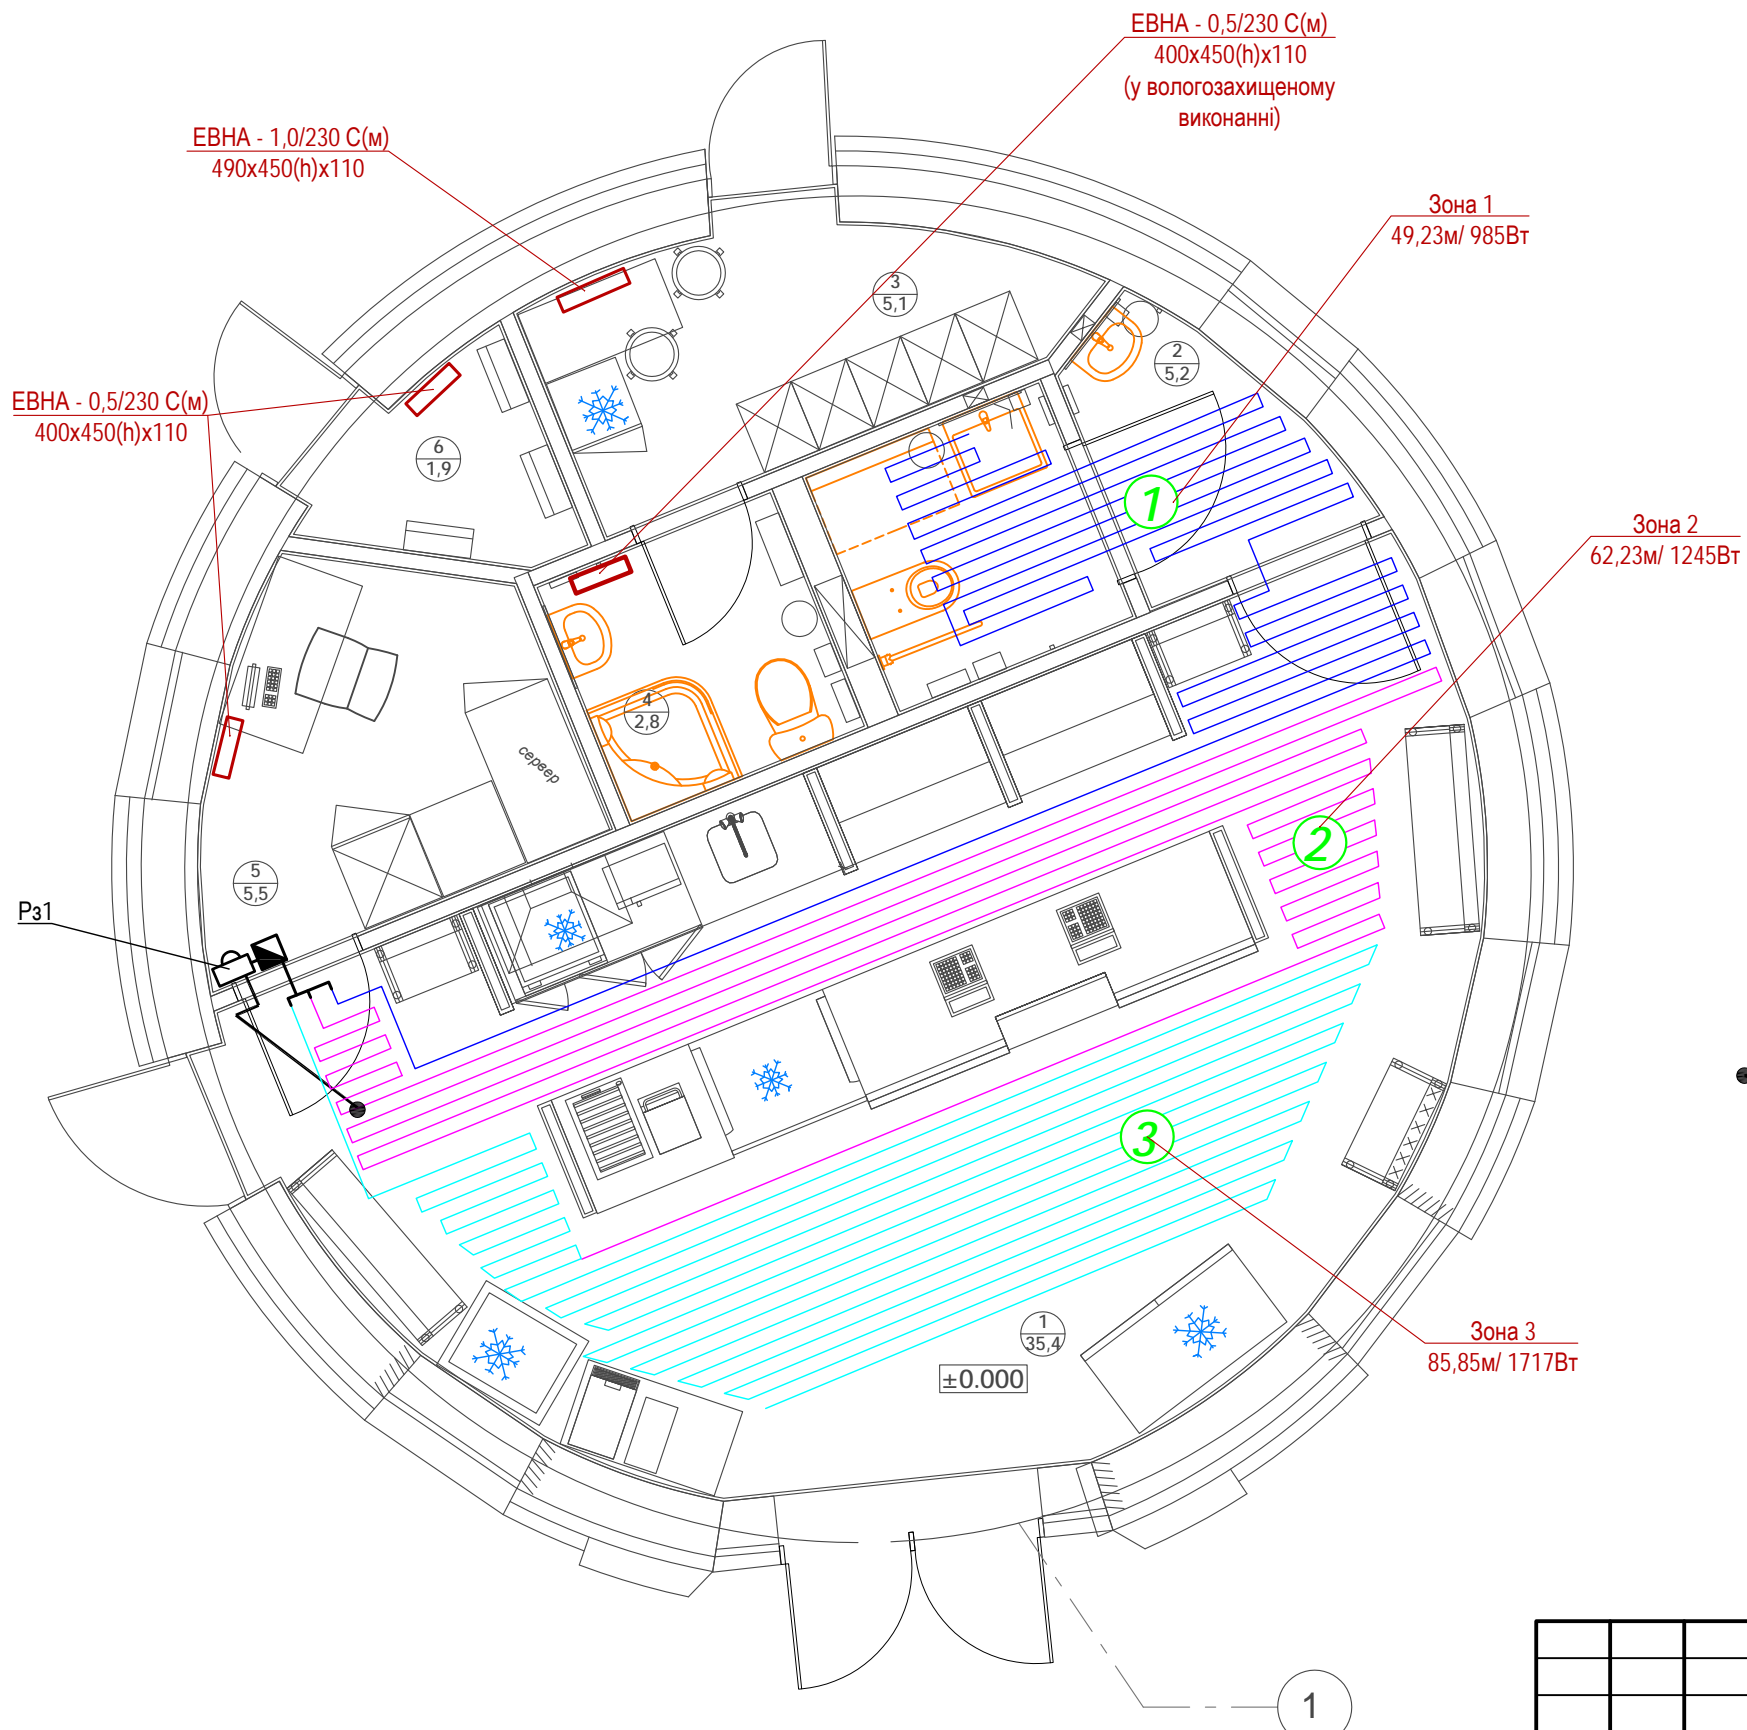 ЕВНА - 0,5/230 С(м)
400х450(h)х110
(у вологозахищеному
виконанні)
ЕВНА - 1,0/230 С(м)
490х450(h)х110
Зона 1
49,23м/ 985Вт
3
5,1
2
5,2
ЕВНА - 0,5/230 С(м)
400х450(h)х110
6
1,9
1
Зона 2
62,23м/ 1245Вт
4
2,8
сервер
2
5
5,5
Рз1
3
1
35,4
±0.000
Зона 3
85,85м/ 1717Вт
1